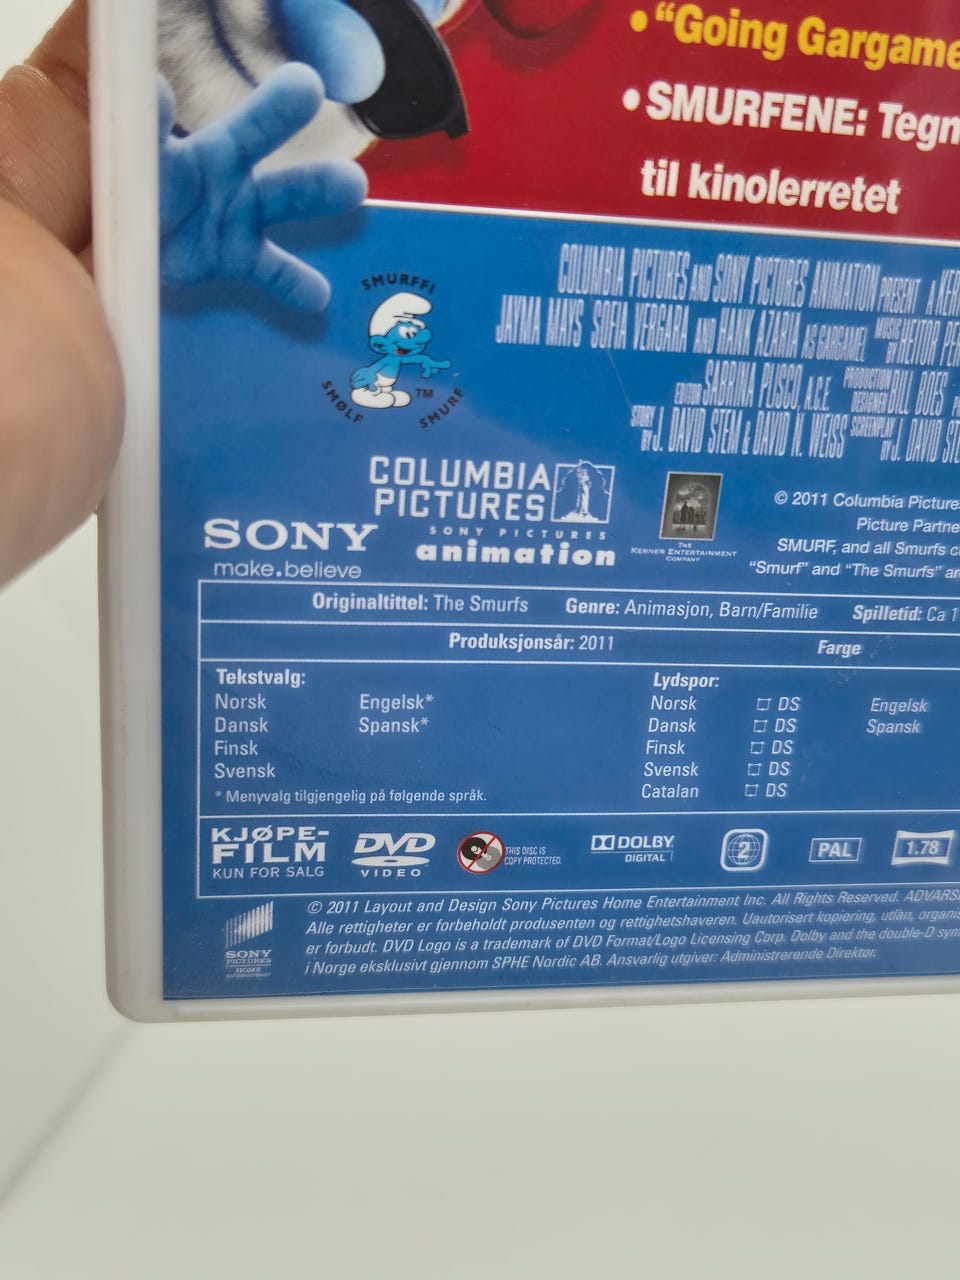 • "Going Gargame
• SMURFENE: Tegn
til kinolerretet
SMURFFI
SMØLF SMURF
TM
COLUMBIA PICTURES AND SONY PICTURES ANIMATION PRESENT A
JAYMA MAYS SOFIA VERGARA AND HANK AZARIA AS GARGAMEL MUSIC BY HEITOR PE
EDITOR SABRINA PLISCO, A.C.E. PRODUCTION DESIGNER BILL BOES
STORY BY J. DAVID STEM & DAVID N. WEISS SCREENPLAY BY J. DAVID STE
COLUMBIA
PICTURES
SONY PICTURES
animation
SONY
make.believe
THE
KERNER ENTERTAINMENT
COMPANY
© 2011 Columbia Picture
Picture Partne
SMURF, and all Smurfs c
"Smurf" and "The Smurfs" ar
Originaltittel: The Smurfs Genre: Animasjon, Barn/Familie Spilletid: Ca 1
Produksjonsår: 2011 Farge
Tekstvalg: Lydspor:
Norsk Engelsk* Norsk DS Engelsk
Dansk Spansk* Dansk DS Spansk
Finsk Finsk DS
Svensk Svensk DS
Catalan DS
* Menyvalg tilgjengelig på følgende språk.
KJØPE-
FILM
KUN FOR SALG
DVD
VIDEO
THIS DISC IS
COPY PROTECTED.
DOLBY
DIGITAL
2
PAL
1.78
© 2011 Layout and Design Sony Pictures Home Entertainment Inc. All Rights Reserved. ADVARS
Alle rettigheter er forbeholdt produsenten og rettighetshaveren. Uautorisert kopiering, utlån, organis
er forbudt. DVD Logo is a trademark of DVD Format/Logo Licensing Corp. Dolby and the double-D sym
i Norge eksklusivt gjennom SPHE Nordic AB. Ansvarlig utgiver: Administrerende Direktør.
SONY
PICTURES
HOME
ENTERTAINMENT